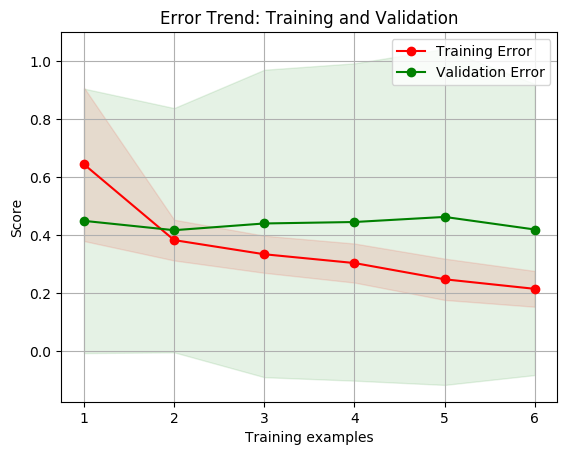 Error Trend: Training and Validation
Training Error
Validation Error
1.0
0.8
0.6
0.4
0.2
0.0
Score
1 2 3 4 5 6
Training examples